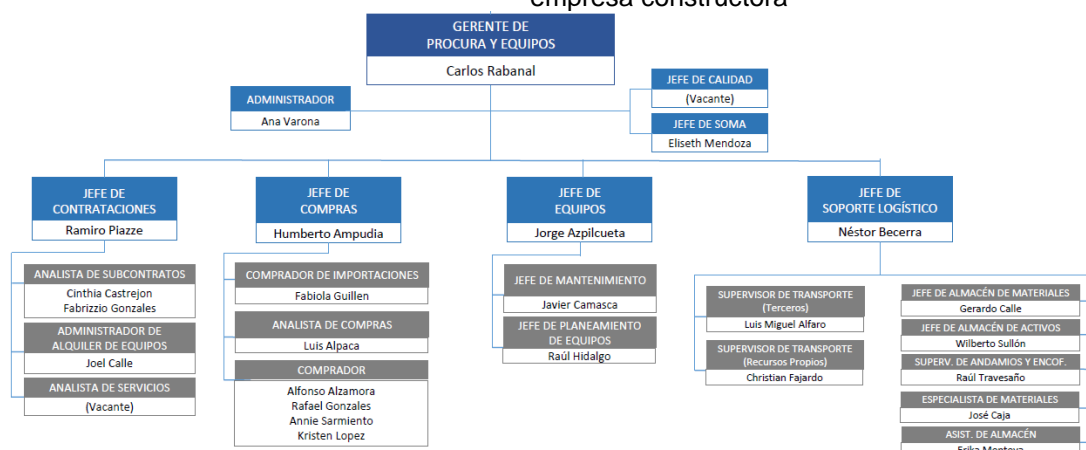 empresa constructora
GERENTE DE
PROCURA Y EQUIPOS
Carlos Rabanal
ADMINISTRADOR
Ana Varona
JEFE DE CALIDAD
(Vacante)
JEFE DE SOMA
Eliseth Mendoza
JEFE DE
CONTRATACIONES
Ramiro Piazze
ANALISTA DE SUBCONTRATOS
Cinthia Castrejon
Fabrizzio Gonzales
ADMINISTRADOR DE
ALQUILER DE EQUIPOS
Joel Calle
ANALISTA DE SERVICIOS
(Vacante)
JEFE DE
COMPRAS
Humberto Ampudia
COMPRADOR DE IMPORTACIONES
Fabiola Guillen
ANALISTA DE COMPRAS
Luis Alpaca
COMPRADOR
Alfonso Alzamora
Rafael Gonzales
Annie Sarmiento
Kristen Lopez
JEFE DE
EQUIPOS
Jorge Azpilcueta
JEFE DE MANTENIMIENTO
Javier Camasca
JEFE DE PLANEAMIENTO
DE EQUIPOS
Raúl Hidalgo
JEFE DE
SOPORTE LOGÍSTICO
Néstor Becerra
SUPERVISOR DE TRANSPORTE
(Terceros)
Luis Miguel Alfaro
SUPERVISOR DE TRANSPORTE
(Recursos Propios)
Christian Fajardo
JEFE DE ALMACÉN DE MATERIALES
Gerardo Calle
JEFE DE ALMACÉN DE ACTIVOS
Wilberto Sullón
SUPERV. DE ANDAMIOS Y ENCOF.
Raúl Travesaño
ESPECIALISTA DE MATERIALES
José Caja
ASIST. DE ALMACÉN
Erika Montoya